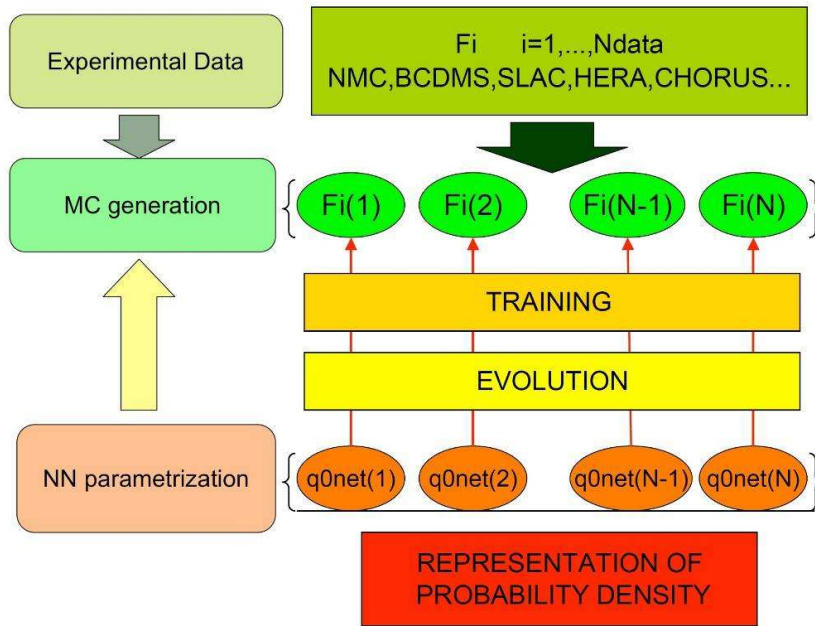 Experimental Data
Fi i=1,...,Ndata
NMC,BCDMS,SLAC,HERA,CHORUS...
MC generation
Fi(1) Fi(2) Fi(N-1) Fi(N)
TRAINING
EVOLUTION
NN parametrization
q0net(1) q0net(2) q0net(N-1) q0net(N)
REPRESENTATION OF
PROBABILITY DENSITY